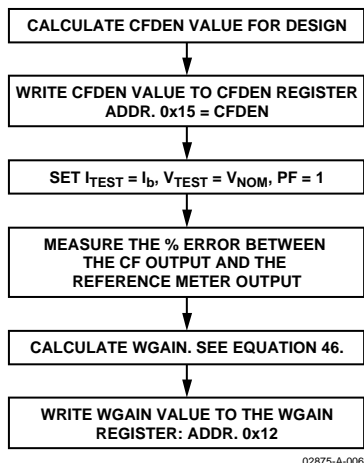 CALCULATE CFDEN VALUE FOR DESIGN
WRITE CFDEN VALUE TO CFDEN REGISTER
ADDR. 0x15 = CFDEN
SET ITEST = Ib, VTEST = VNOM, PF = 1
MEASURE THE % ERROR BETWEEN
THE CF OUTPUT AND THE
REFERENCE METER OUTPUT
CALCULATE WGAIN. SEE EQUATION 46.
WRITE WGAIN VALUE TO THE WGAIN
REGISTER: ADDR. 0x12
02875-A-006